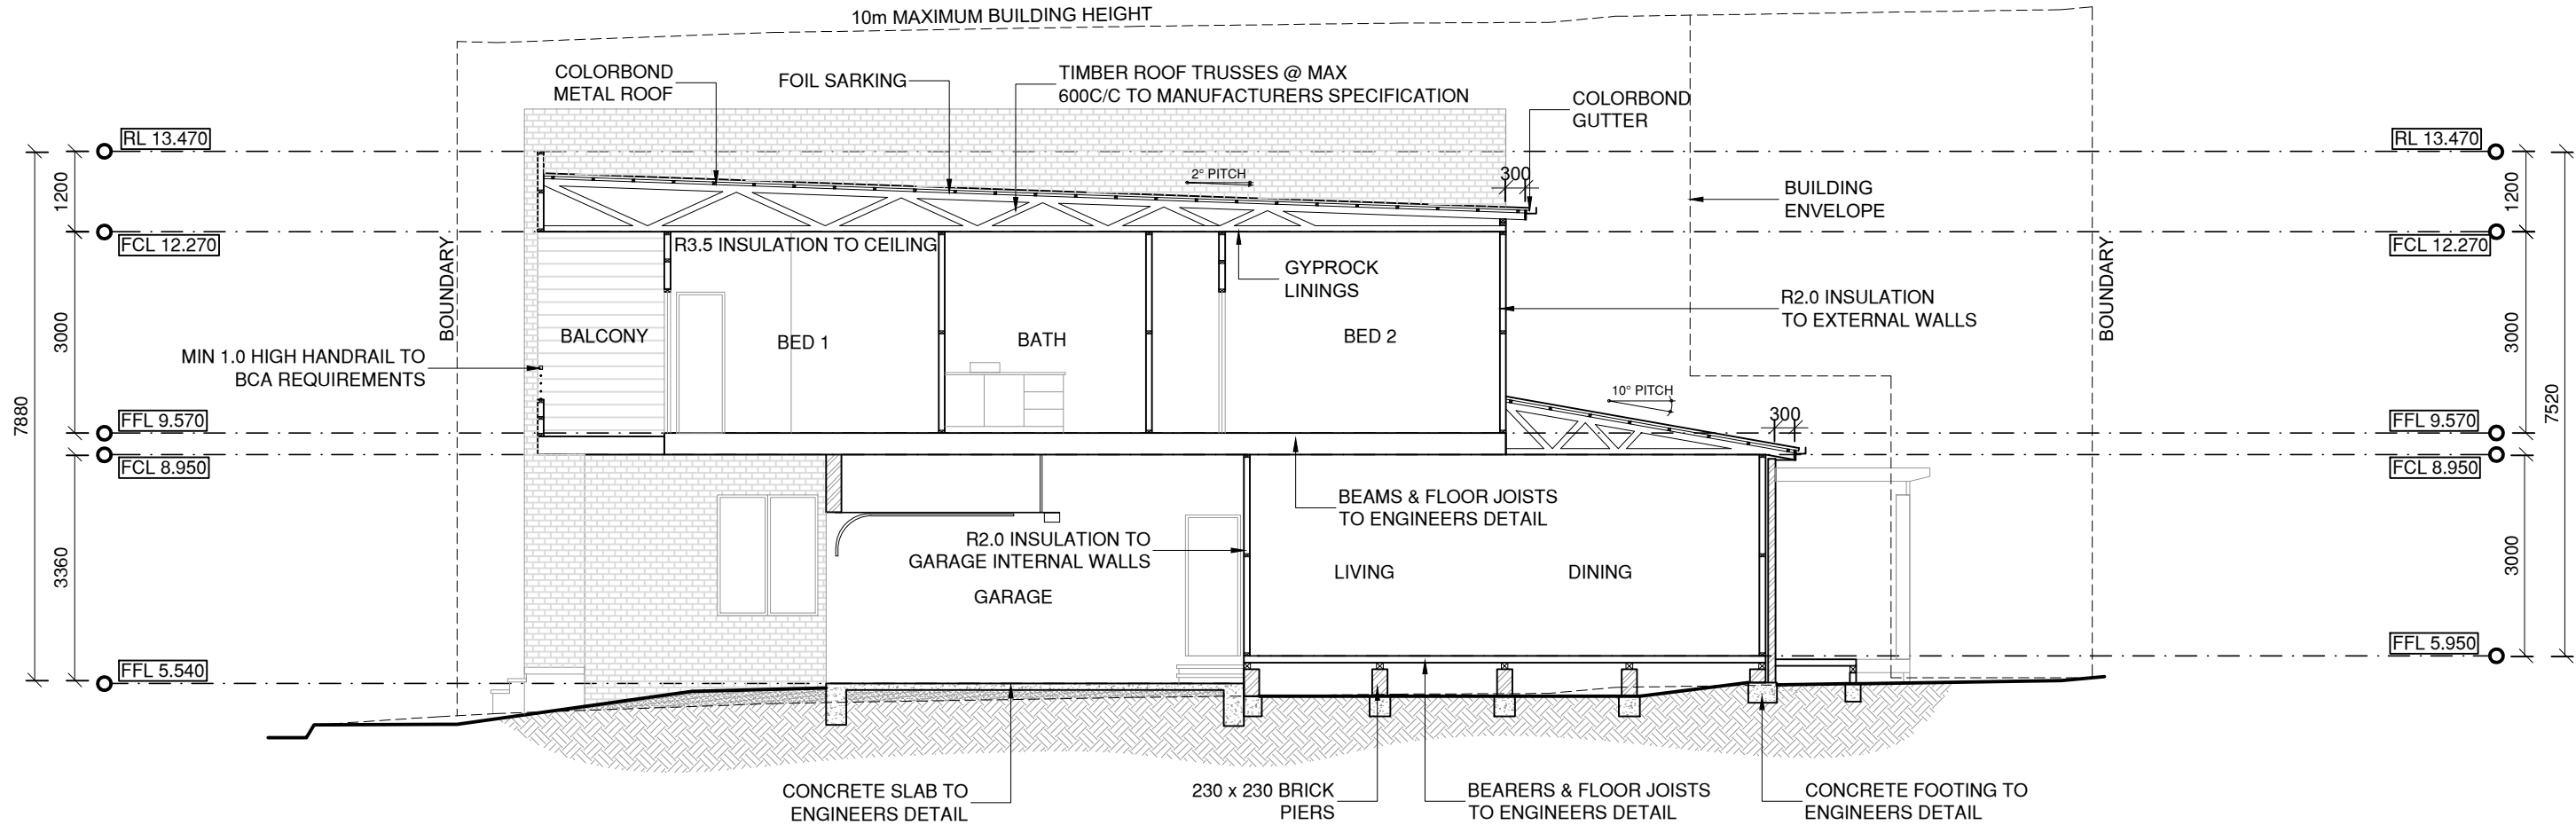 10m MAXIMUM BUILDING HEIGHT
COLORBOND
METAL ROOF
FOIL SARKING
TIMBER ROOF TRUSSES @ MAX
600C/C TO MANUFACTURERS SPECIFICATION
COLORBOND
GUTTER
RL 13.470
RL 13.470
1200
2° PITCH
300
BUILDING
ENVELOPE
1200
FCL 12.270
BOUNDARY
R3.5 INSULATION TO CEILING
GYPROCK
LININGS
BOUNDARY
FCL 12.270
R2.0 INSULATION
TO EXTERNAL WALLS
3000
BALCONY
BED 1
BATH
BED 2
3000
MIN 1.0 HIGH HANDRAIL TO
BCA REQUIREMENTS
10° PITCH
300
7880
7520
FFL 9.570
FFL 9.570
FCL 8.950
FCL 8.950
BEAMS & FLOOR JOISTS
TO ENGINEERS DETAIL
R2.0 INSULATION TO
GARAGE INTERNAL WALLS
3360
GARAGE
LIVING
DINING
3000
FFL 5.540
FFL 5.950
CONCRETE SLAB TO
ENGINEERS DETAIL
230 x 230 BRICK
PIERS
BEARERS & FLOOR JOISTS
TO ENGINEERS DETAIL
CONCRETE FOOTING TO
ENGINEERS DETAIL